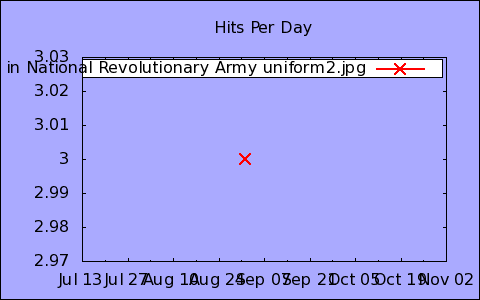 Hits Per Day
in National Revolutionary Army uniform2.jpg
3.03
3.02
3.01
3
2.99
2.98
2.97
Jul 13 Jul 27 Aug 10 Aug 24 Sep 07 Sep 21 Oct 05 Oct 19 Nov 02